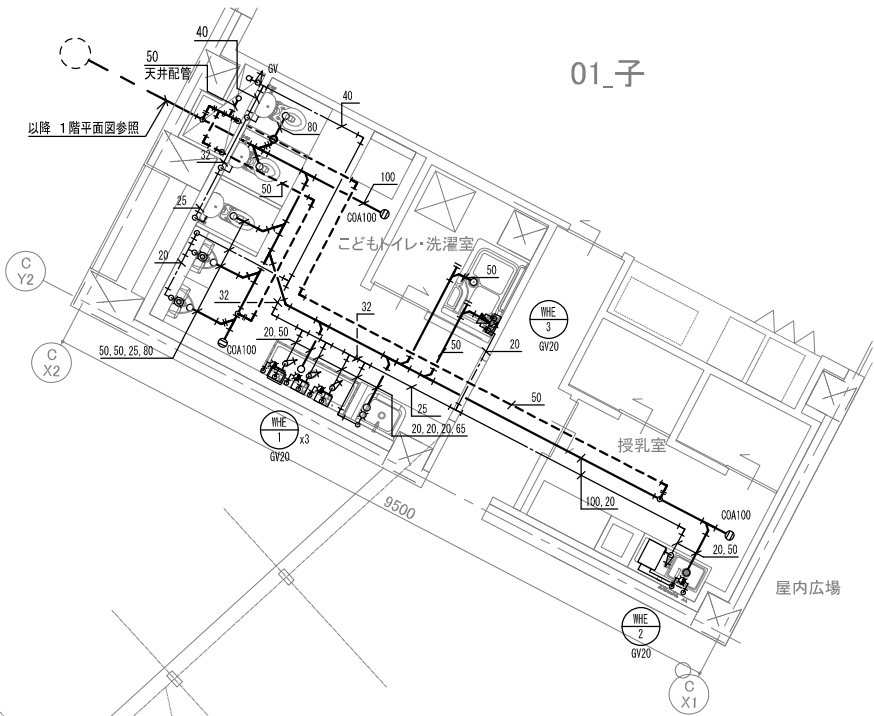 01_子
40
50
天井配管
GV
40
以降 1階平面図参照
80
32
50
100
COA100
25
こどもトイレ・洗濯室
20
50
C
Y2
32
32
WHE
3
GV20
C
X2
50,50,25,80
COA100
20,50
50
20
25
50
WHE
1
x3
GV20
20,20,20,65
授乳室
9500
100,20
COA100
20,50
屋内広場
WHE
2
GV20
C
X1